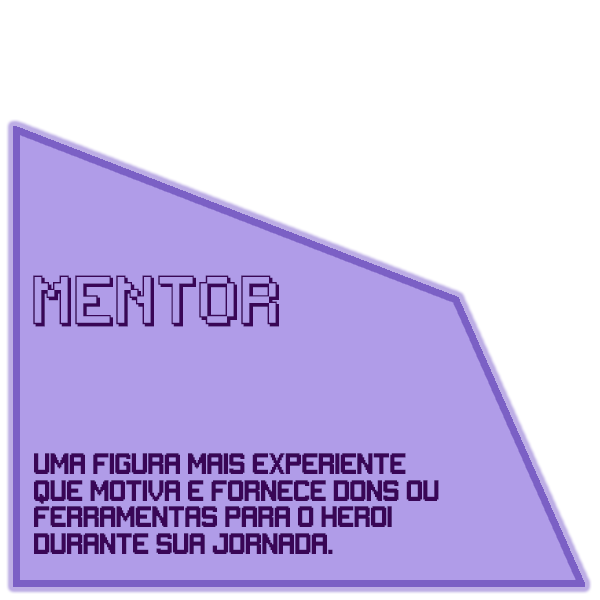 MENTOR
UMA FIGURA MAIS EXPERIENTE
QUE MOTIVA E FORNECE DONS OU
FERRAMENTAS PARA O HEROI
DURANTE SUA JORNADA.